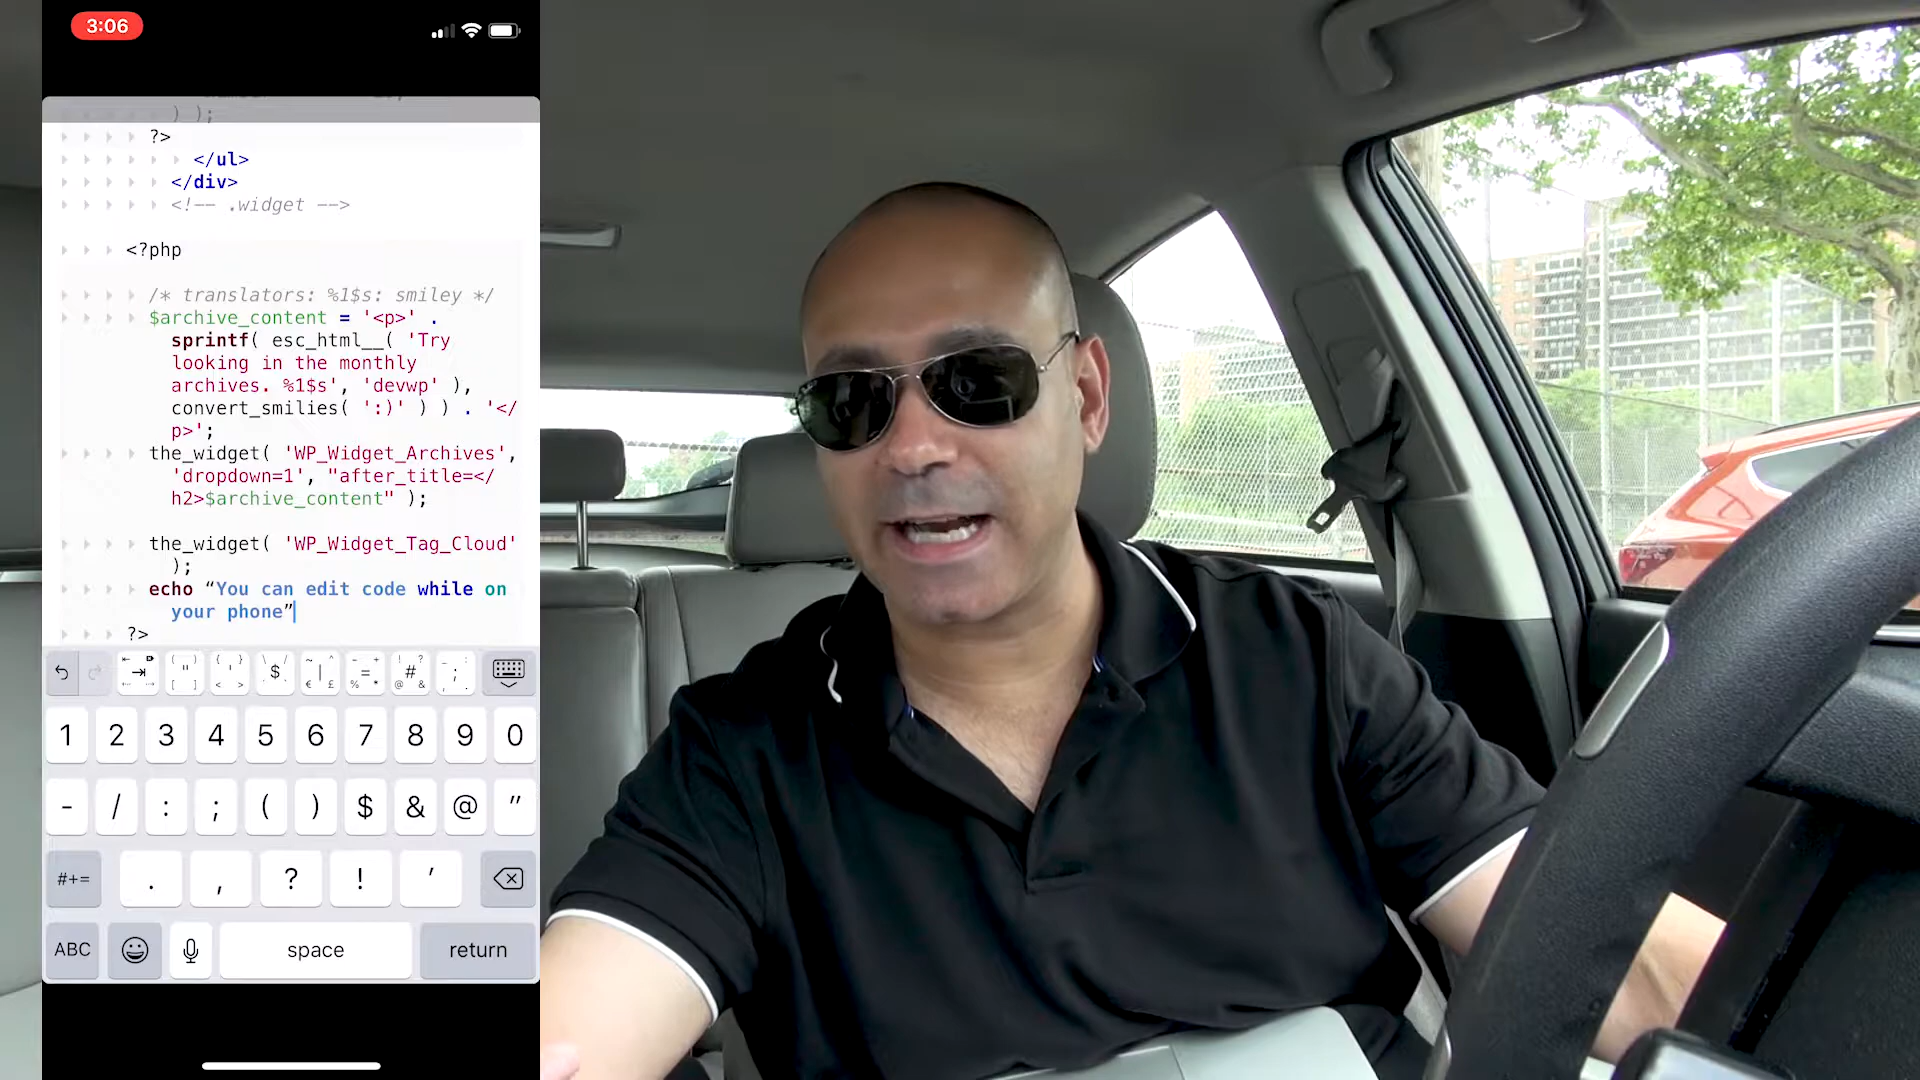 3:06
) );
?>
</ul>
</div>
<!-- .widget -->
<?php
/* translators: %1$s: smiley */
$archive_content = '<p>' .
sprintf( esc_html__( 'Try
looking in the monthly
archives. %1$s', 'devwp' ),
convert_smilies( ':)' ) ) . '</
p>';
the_widget( 'WP_Widget_Archives',
'dropdown=1', "after_title=</
h2>$archive_content" );
the_widget( 'WP_Widget_Tag_Cloud'
);
echo “You can edit code while on
your phone”
?>
1 2 3 4 5 6 7 8 9 0
- / : ; ( ) $ & @ "
#+= . , ? ! '
ABC space return